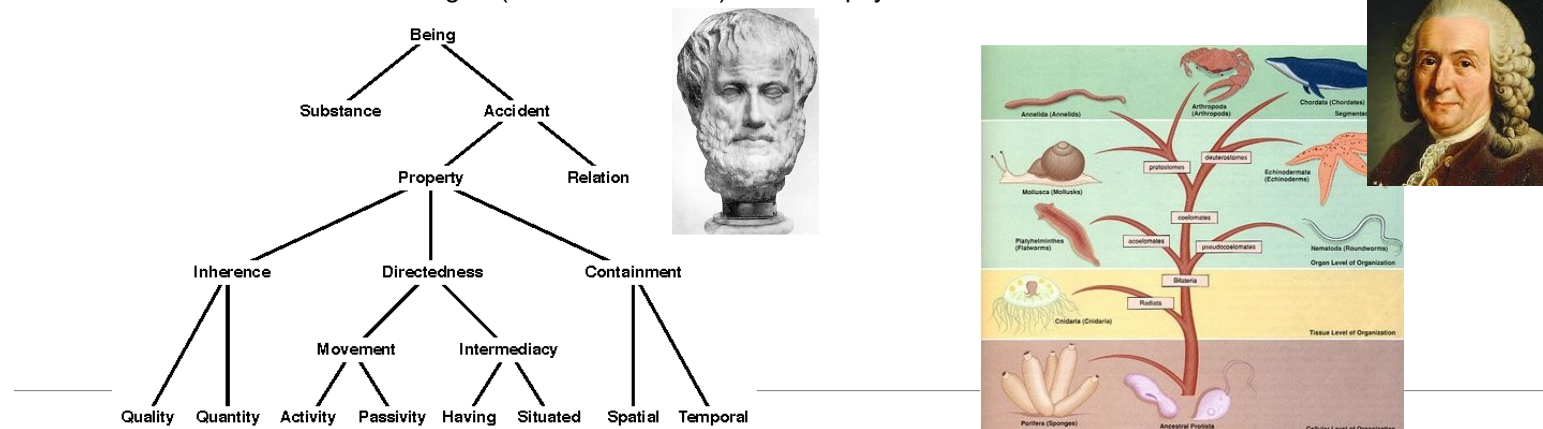 Being
Substance
Accident
Property
Relation
Inherence
Directedness
Containment
Movement
Intermediacy
Quality
Quantity
Activity
Passivity
Having
Situated
Spatial
Temporal
Annelida (Annelids)
Arthropoda
(Arthropods)
Chordata (Chordates)
protostomes
deuterostomes
Mollusca (Mollusks)
Echinodermata
(Echinoderms)
coelomates
Platyhelminthes
(Flatworms)
acoelomates
pseudocoelomates
Nematoda (Roundworms)
Organ Level of Organization
Bilateria
Radiata
Cnidaria (Cnidaria)
Tissue Level of Organization
Porifera (Sponges)
Ancestral Protista